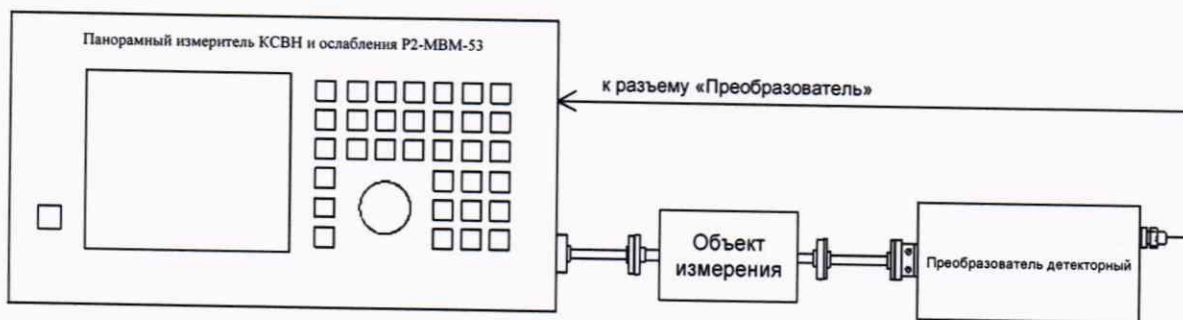 Панорамный измеритель КСВН и ослабления Р2-МВМ-53
к разъему «Преобразователь»
Объект
измерения
Преобразователь детекторный